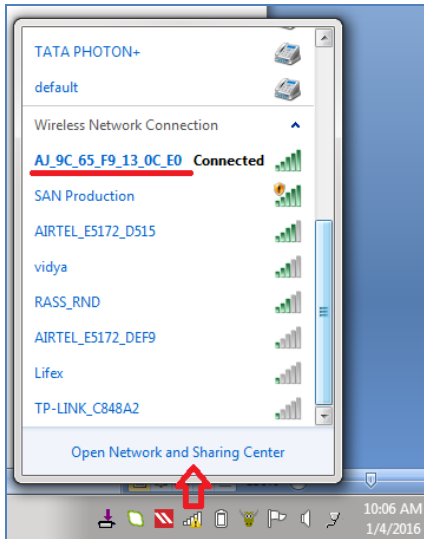 TATA PHOTON+
default
Wireless Network Connection
AJ_9C_65_F9_13_0C_E0 Connected
SAN Production
AIRTEL_E5172_D515
vidya
RASS_RND
AIRTEL_E5172_DEF9
Lifex
TP-LINK_C848A2
Open Network and Sharing Center
10:06 AM
1/4/2016